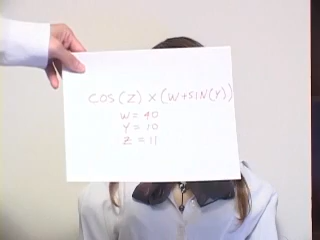 COS(Z) × (W+SIN(Y))
W = 40
Y = 10
Z = 11